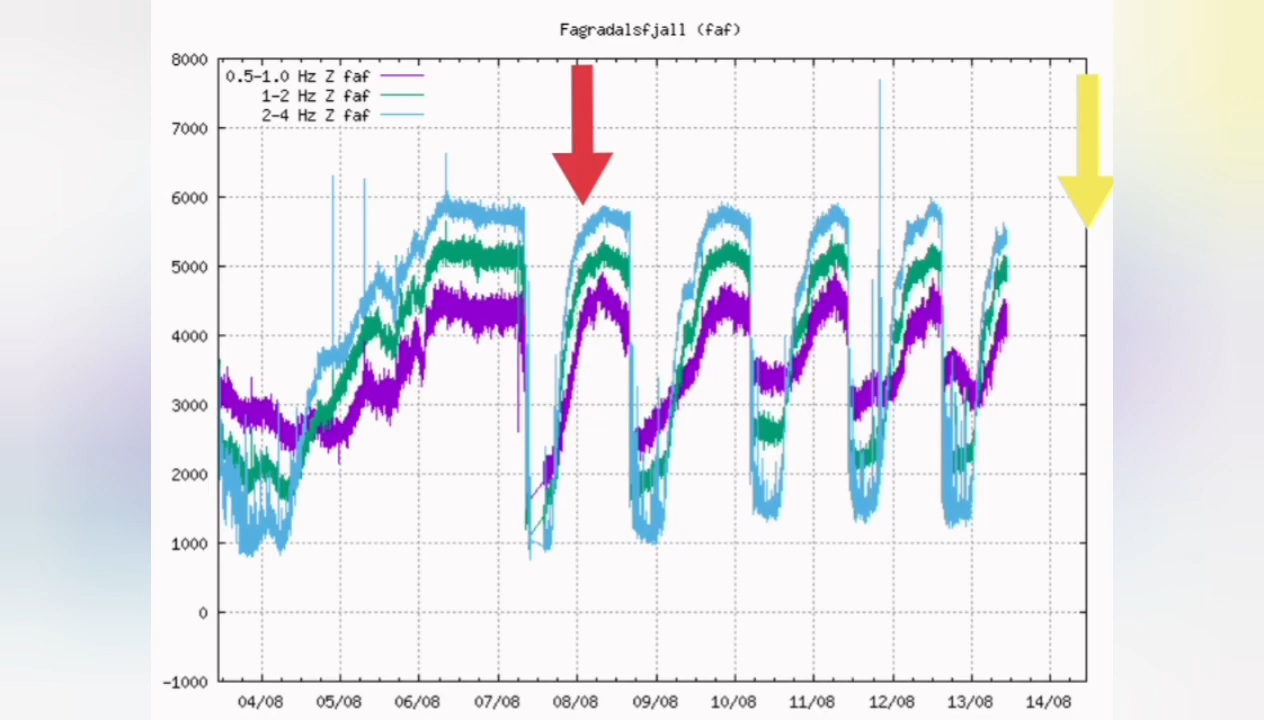 Fagradalsfjall (faf)
8000
0.5-1.0 Hz Z faf
1-2 Hz Z faf
2-4 Hz Z faf
7000
6000
5000
4000
3000
2000
1000
0
-1000
04/08 05/08 06/08 07/08 08/08 09/08 10/08 11/08 12/08 13/08 14/08